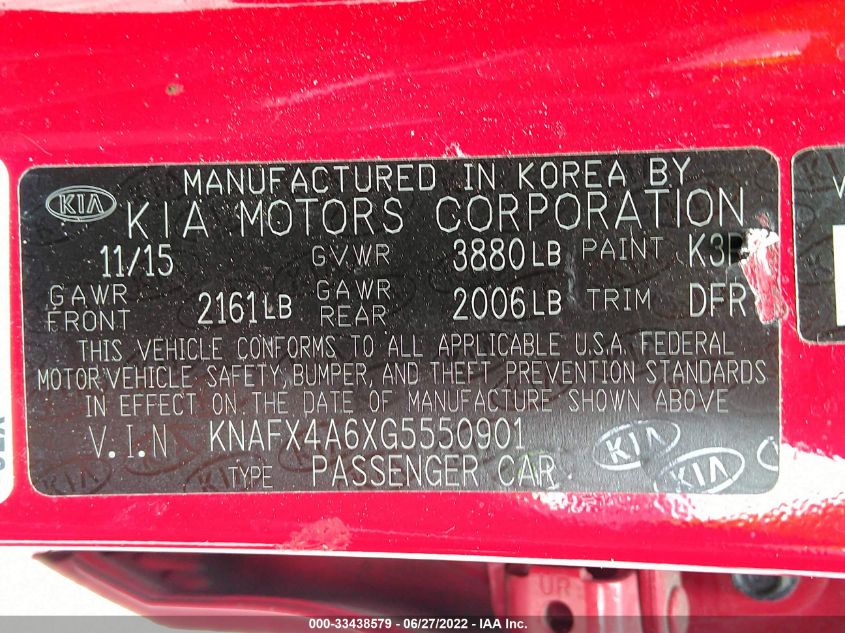 MANUFACTURED IN KOREA BY
KIA KIA MOTORS CORPORATION
11/15 GVWR 3880LB PAINT
GAWR FRONT 2161LB GAWR REAR 2006LB TRIM DFR
THIS VEHICLE CONFORMS TO ALL APPLICABLE U.S.A. FEDERAL
MOTOR VEHICLE SAFETY, BUMPER, AND THEFT PREVENTION STANDARDS
IN EFFECT ON THE DATE OF MANUFACTURE SHOWN ABOVE
V.I.N KNAFX4A6XG5550901
TYPE PASSENGER CAR
KIA KIA
UR
000-33438579 // 06/27/2022 // IAA Inc.